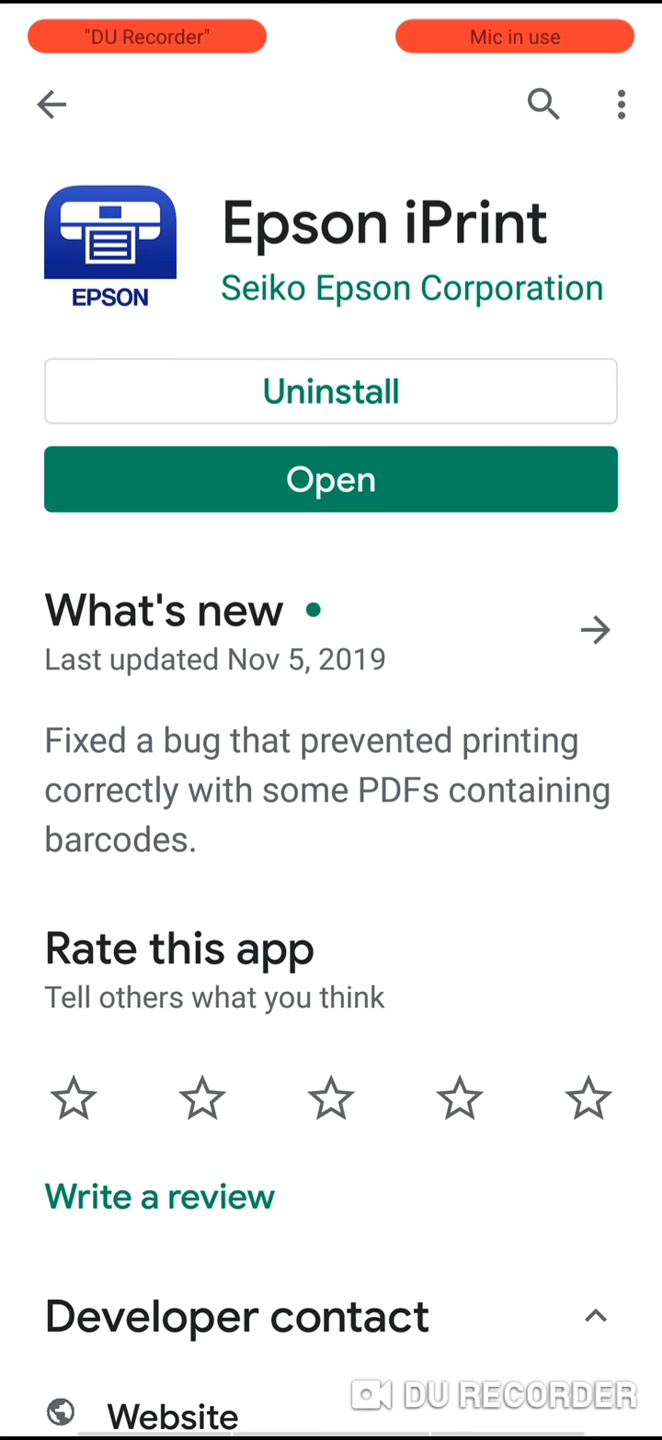 "DU Recorder" Mic in use
Epson iPrint
EPSON
Seiko Epson Corporation
Uninstall
Open
What's new
Last updated Nov 5, 2019
Fixed a bug that prevented printing
correctly with some PDFs containing
barcodes.
Rate this app
Tell others what you think
Write a review
Developer contact
DU RECORDER
Website